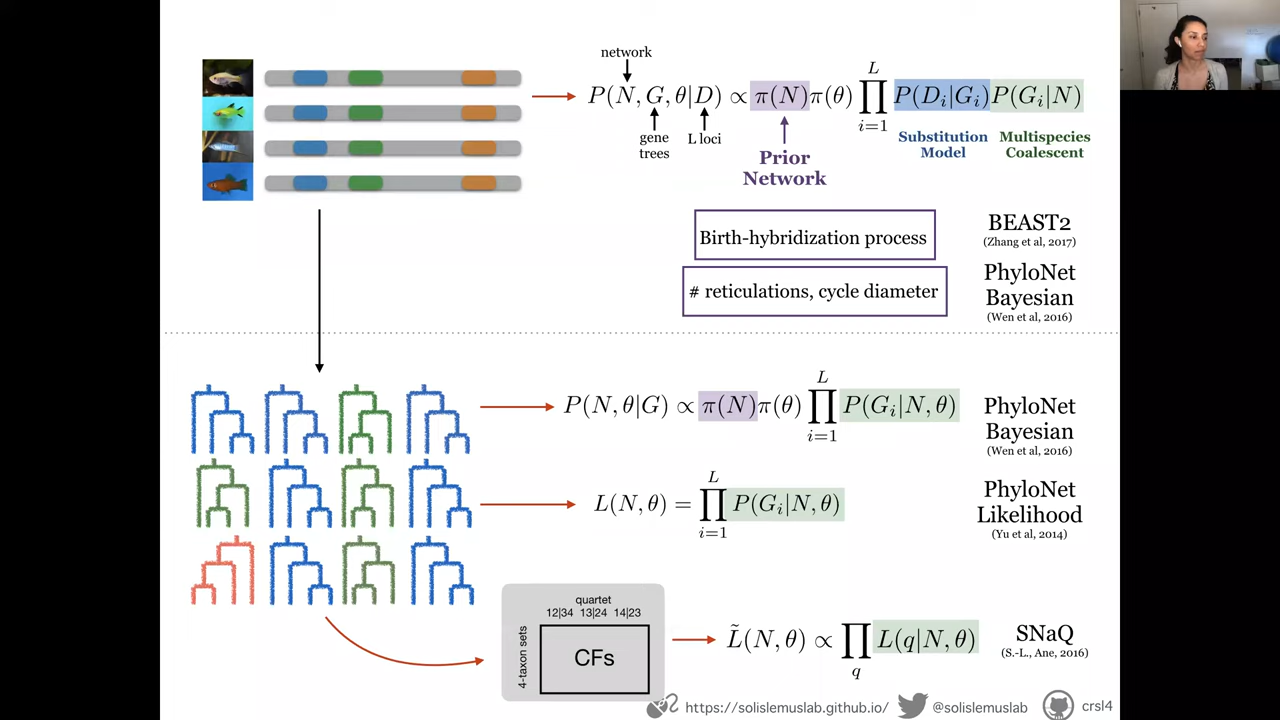 network
P(N, G, θ|D) ∝ π(N)π(θ) ∏ P(D_i|G_i)P(G_i|N)
L
i=1
gene
trees
L loci
Prior
Network
Substitution
Model
Multispecies
Coalescent
Birth-hybridization process
BEAST2
(Zhang et al, 2017)
# reticulations, cycle diameter
PhyloNet
Bayesian
(Wen et al, 2016)
P(N, θ|G) ∝ π(N)π(θ) ∏ P(G_i|N, θ)
L
i=1
PhyloNet
Bayesian
(Wen et al, 2016)
L(N, θ) = ∏ P(G_i|N, θ)
L
i=1
PhyloNet
Likelihood
(Yu et al, 2014)
quartet
12|34 13|24 14|23
4-taxon sets
CFs
L̃(N, θ) ∝ ∏ L(q|N, θ)
q
SNaQ
(S.-L., Ane, 2016)
https://solislemuslab.github.io/
@solislemuslab
crsl4